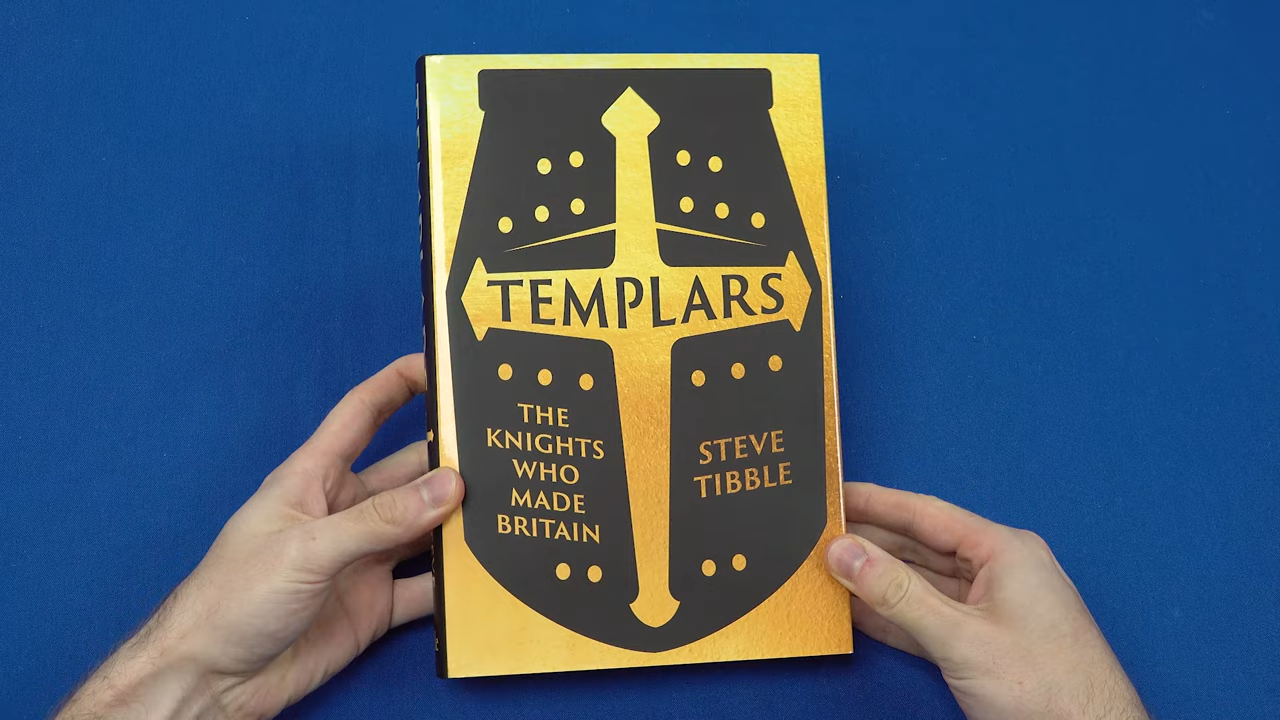 TEMPLARS
THE
KNIGHTS
WHO
MADE
BRITAIN
STEVE
TIBBLE